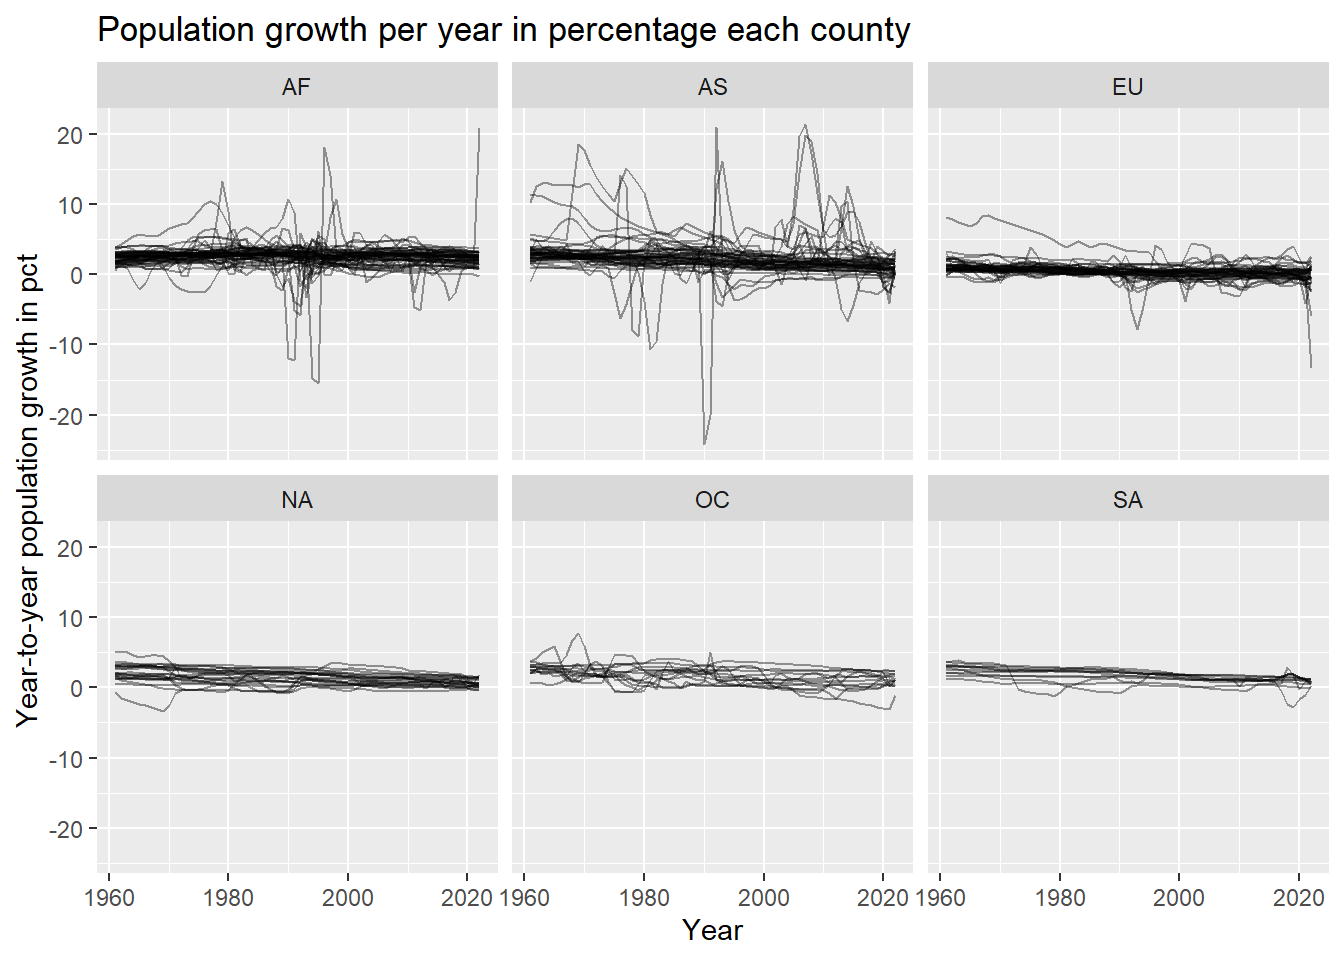 Population growth per year in percentage each county
AF
AS
EU
20
10
0
-10
-20
NA
OC
SA
20
10
0
-10
-20
1960 1980 2000 2020 1960 1980 2000 2020 1960 1980 2000 2020
Year
Year-to-year population growth in pct